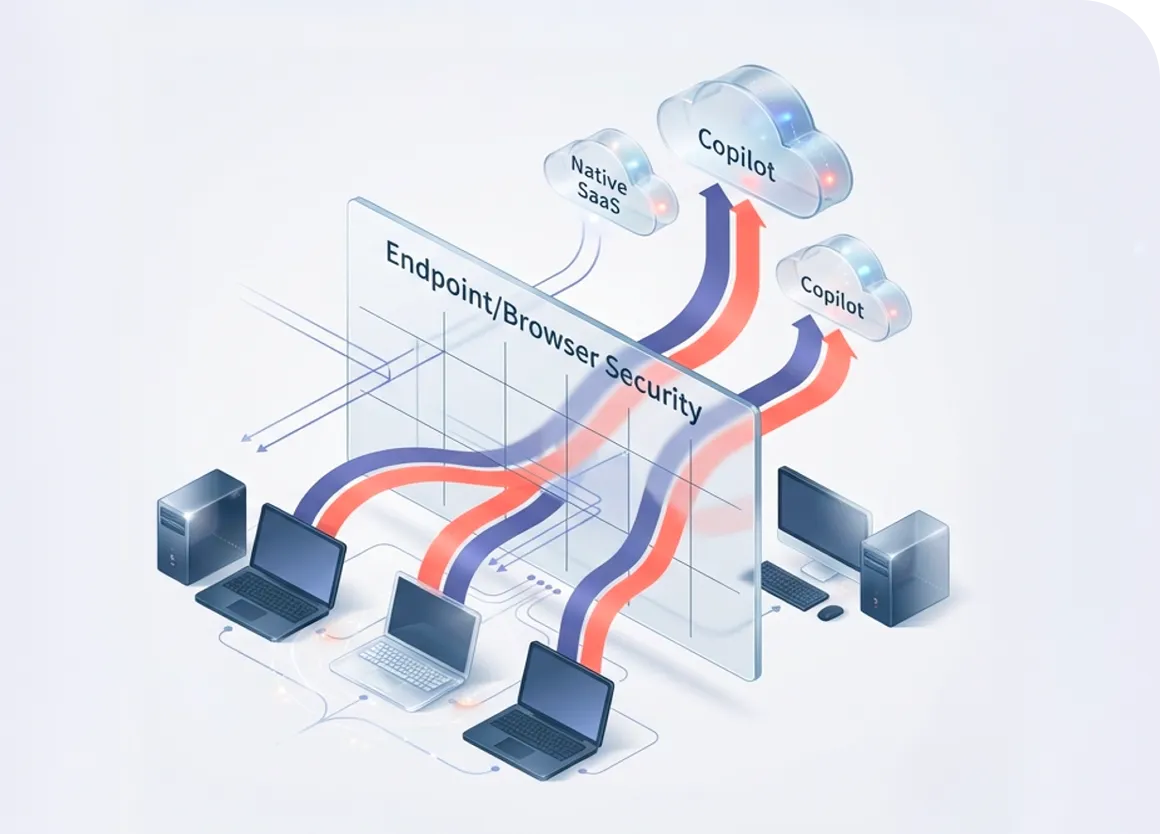 Copilot
Native
SaaS
Endpoint/Browser Security
Copilot